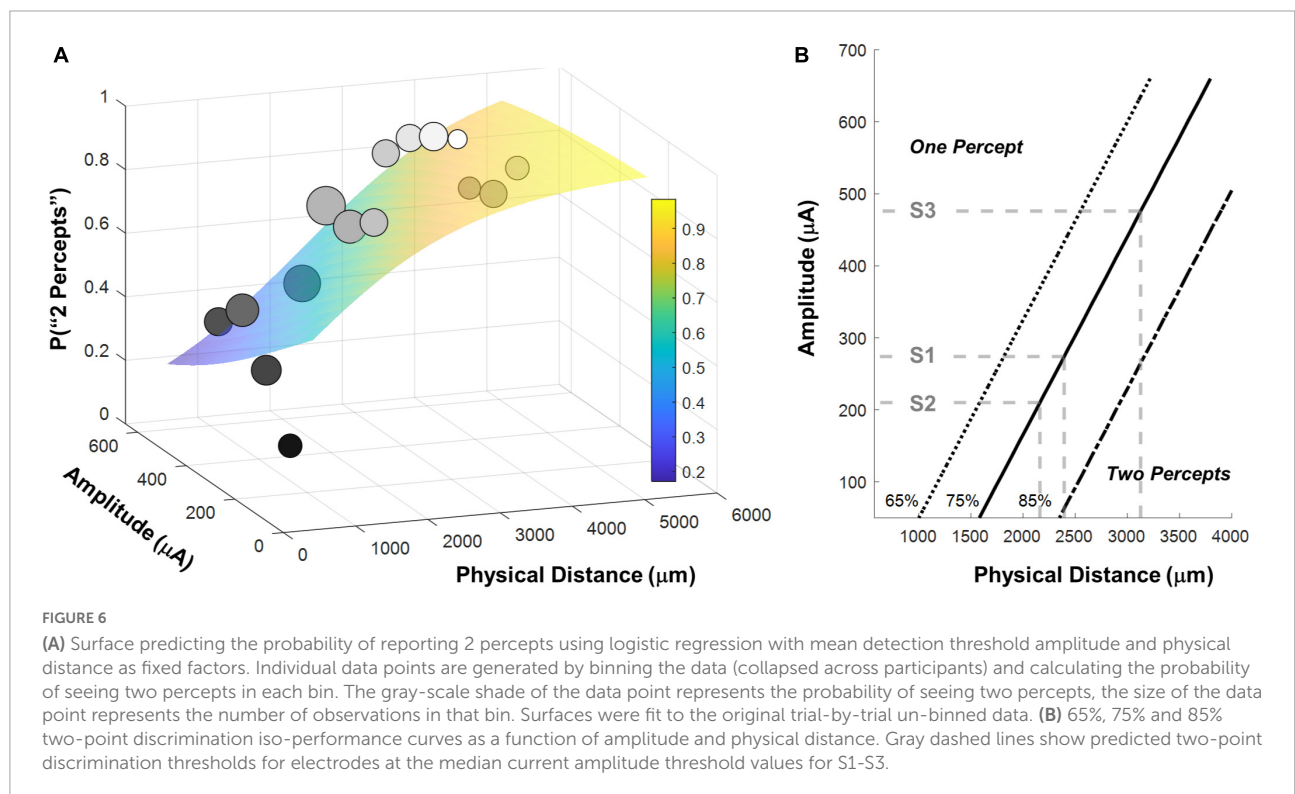 A
1
0.8
0.6
0.4
0.2
0
P("2 Percepts")
600
400
200
0
Amplitude (μA)
0
1000
2000
3000
4000
5000
6000
Physical Distance (μm)
0.9
0.8
0.7
0.6
0.5
0.4
0.3
0.2
B
700
600
500
400
300
200
100
Amplitude (μA)
One Percept
S3
S1
S2
Two Percepts
65%
75%
85%
1000
1500
2000
2500
3000
3500
4000
Physical Distance (μm)
FIGURE 6
(A) Surface predicting the probability of reporting 2 percepts using logistic regression with mean detection threshold amplitude and physical
distance as fixed factors. Individual data points are generated by binning the data (collapsed across participants) and calculating the probability
of seeing two percepts in each bin. The gray-scale shade of the data point represents the probability of seeing two percepts, the size of the data
point represents the number of observations in that bin. Surfaces were fit to the original trial-by-trial un-binned data. (B) 65%, 75% and 85%
two-point discrimination iso-performance curves as a function of amplitude and physical distance. Gray dashed lines show predicted two-point
discrimination thresholds for electrodes at the median current amplitude threshold values for S1-S3.